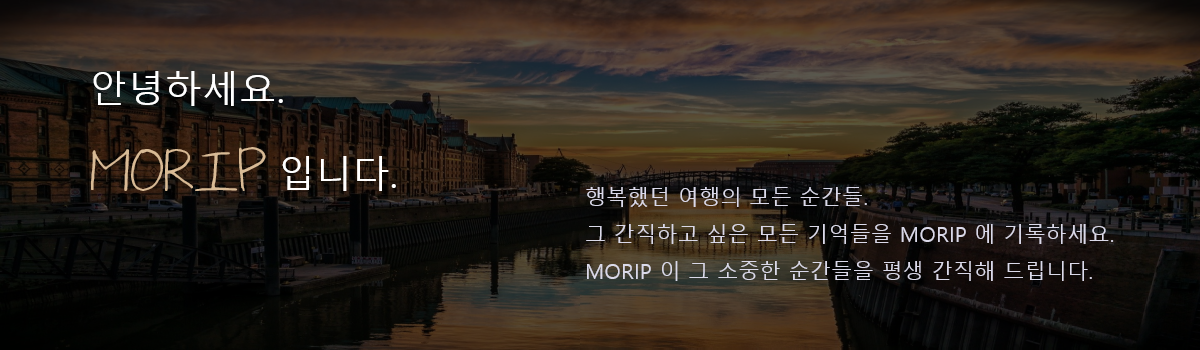 안녕하세요.
MORIP 입니다.
행복했던 여행의 모든 순간들.
그 간직하고 싶은 모든 기억들을 MORIP 에 기록하세요.
MORIP 이 그 소중한 순간들을 평생 간직해 드립니다.